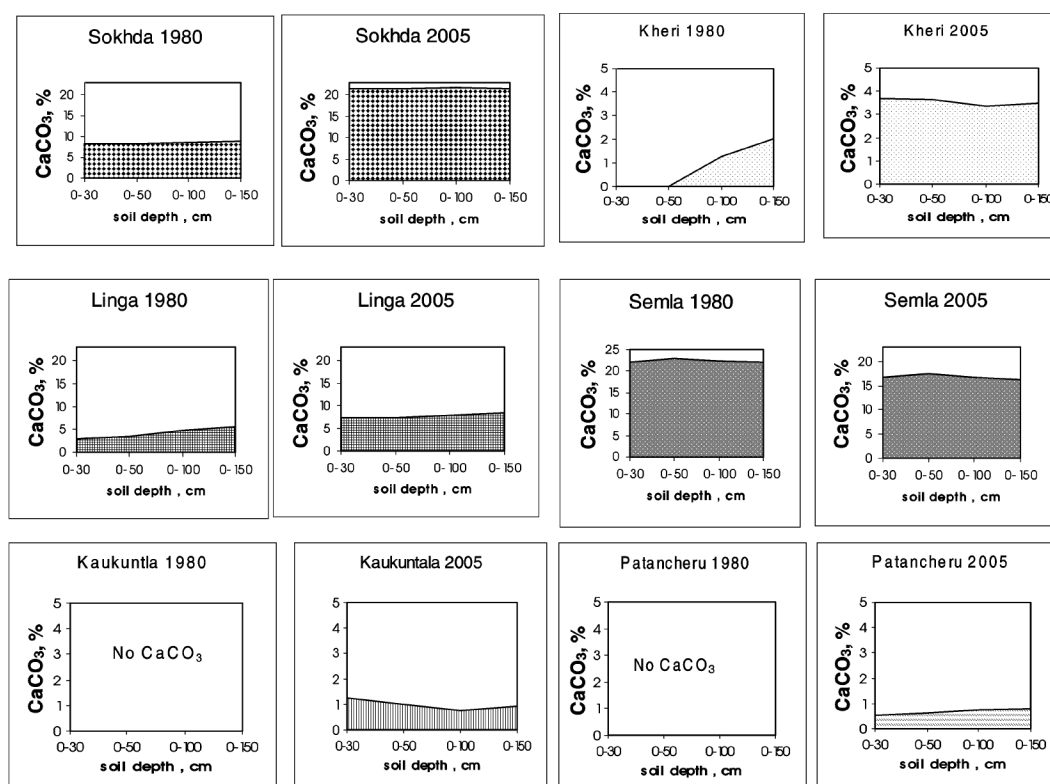 Sokhda 1980
CaCO3, %
20
15
10
5
0
0-30 0-50 0-100 0-150
soil depth , cm
Sokhda 2005
CaCO3, %
20
15
10
5
0
0-30 0-50 0-100 0-150
soil depth , cm
Kheri 1980
CaCO3, %
5
4
3
2
1
0
0-30 0-50 0-100 0-150
soil depth , cm
Kheri 2005
CaCO3, %
5
4
3
2
1
0
0-30 0-50 0-100 0-150
soil depth , cm
Linga 1980
CaCO3, %
20
15
10
5
0
0-30 0-50 0-100 0-150
soil depth , cm
Linga 2005
CaCO3, %
20
15
10
5
0
0-30 0-50 0-100 0-150
soil depth , cm
Semla 1980
CaCO3, %
25
20
15
10
5
0
0-30 0-50 0-100 0-150
soil depth , cm
Semla 2005
CaCO3, %
20
15
10
5
0
0-30 0-50 0-100 0-150
soil depth , cm
Kaukuntla 1980
CaCO3, %
5
4
3
2
1
0
No CaCO3
0-30 0-50 0-100 0-150
Kaukuntala 2005
CaCO3, %
5
4
3
2
1
0
0-30 0-50 0-100 0-150
soil depth , cm
Patancheru 1980
CaCO3, %
5
4
3
2
1
0
No CaCO3
0-30 0-50 0-100 0-150
Patancheru 2005
CaCO3, %
5
4
3
2
1
0
0-30 0-50 0-100 0-150
soil depth , cm